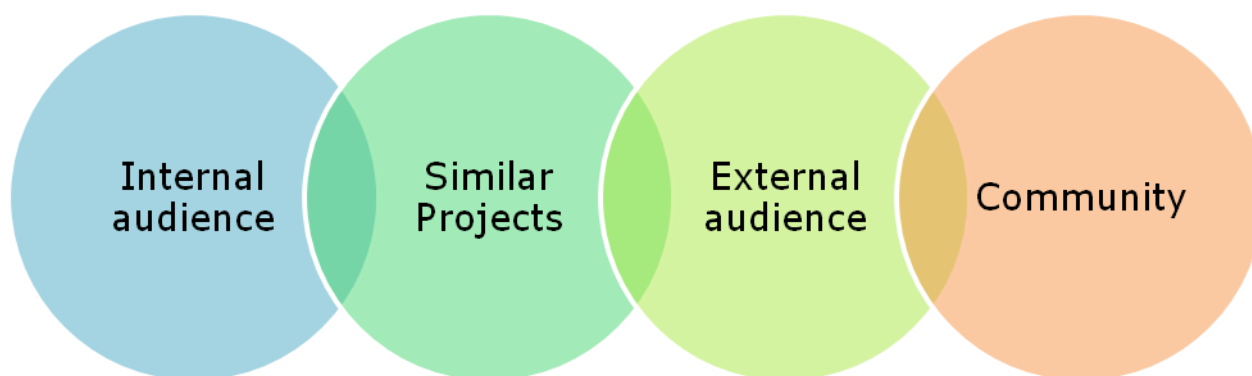 Internal
audience
Similar
Projects
External
audience
Community